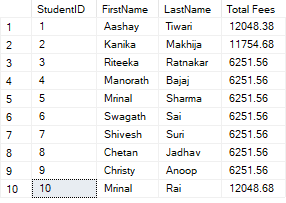 StudentID FirstName LastName Total Fees
1 1 Aashay Tiwari 12048.38
2 2 Kanika Makhija 11754.68
3 3 Riteeka Ratnakar 6251.56
4 4 Manorath Bajaj 6251.56
5 5 Mrinal Sharma 6251.56
6 6 Swagath Sai 6251.56
7 7 Shivesh Suri 6251.56
8 8 Chetan Jadhav 6251.56
9 9 Christy Anoop 6251.56
10 10 Mrinal Rai 12048.68